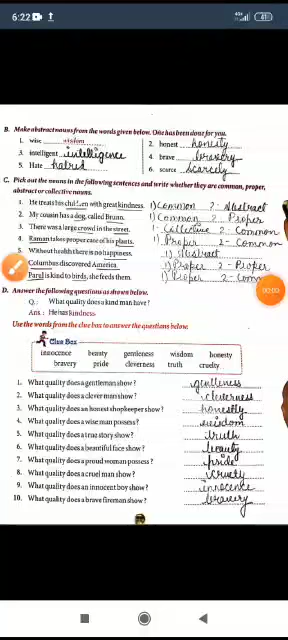 6:22
41
B. Make abstract nouns from the words given below. One has been done for you.
1. wise wisdom 2. honest honesty
3. intelligent intelligence 4. brave bravery
5. Hate hatred 6. scarce scarcely
C. Pick out the nouns in the following sentences and write whether they are common, proper,
abstract or collective nouns.
1. He treats his children with great kindness. 1) Common 2. Abstract
2. My cousin has a dog, called Bruno. 1) Common 2. Proper
3. There was a large crowd in the street. 1. Collective 2. Common
4. Raman takes proper care of his plants. 1) Proper 2- Common
5. Without health there is no happiness. 1) Abstract
Columbus discovered America. 1) Proper 2- Proper
Parul is kind to birds, she feeds them. 1) Proper 2- Common
00:00
D. Answer the following questions as shown below.
Q.: What quality does a kind man have?
Ans: He has kindness
Use the words from the clue box to answer the questions below.
Clue Box
innocence beauty gentleness wisdom honesty
bravery pride cleverness truth cruelty
1. What quality does a gentleman show? gentleness
2. What quality does a clever man show? cleverness
3. What quality does an honest shopkeeper show? honestly
4. What quality does a wise man possess? wisdom
5. What quality does a true story show? truth
6. What quality does a beautiful face show? beauty
7. What quality does a proud woman possess? pride
8. What quality does a cruel man show? cruelty
9. What quality does an innocent boy show? innocence
10. What quality does a brave fireman show? bravery